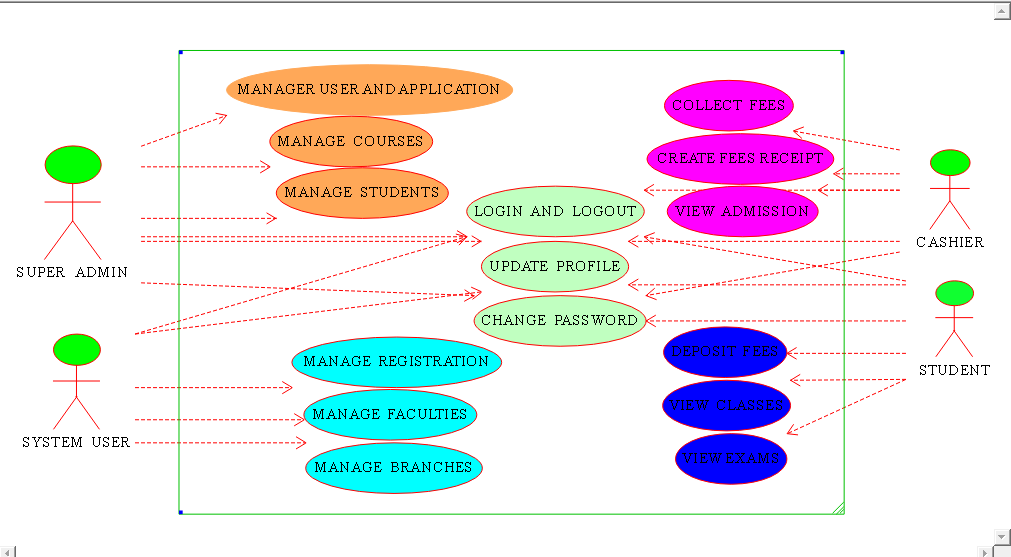 MANAGER USER AND APPLICATION
COLLECT FEES
MANAGE COURSES
CREATE FEES RECEIPT
MANAGE STUDENTS
LOGIN AND LOGOUT
VIEW ADMISSION
CASHIER
SUPER ADMIN
UPDATE PROFILE
CHANGE PASSWORD
DEPOSIT FEES
MANAGE REGISTRATION
STUDENT
VIEW CLASSES
MANAGE FACULTIES
SYSTEM USER
VIEW EXAMS
MANAGE BRANCHES